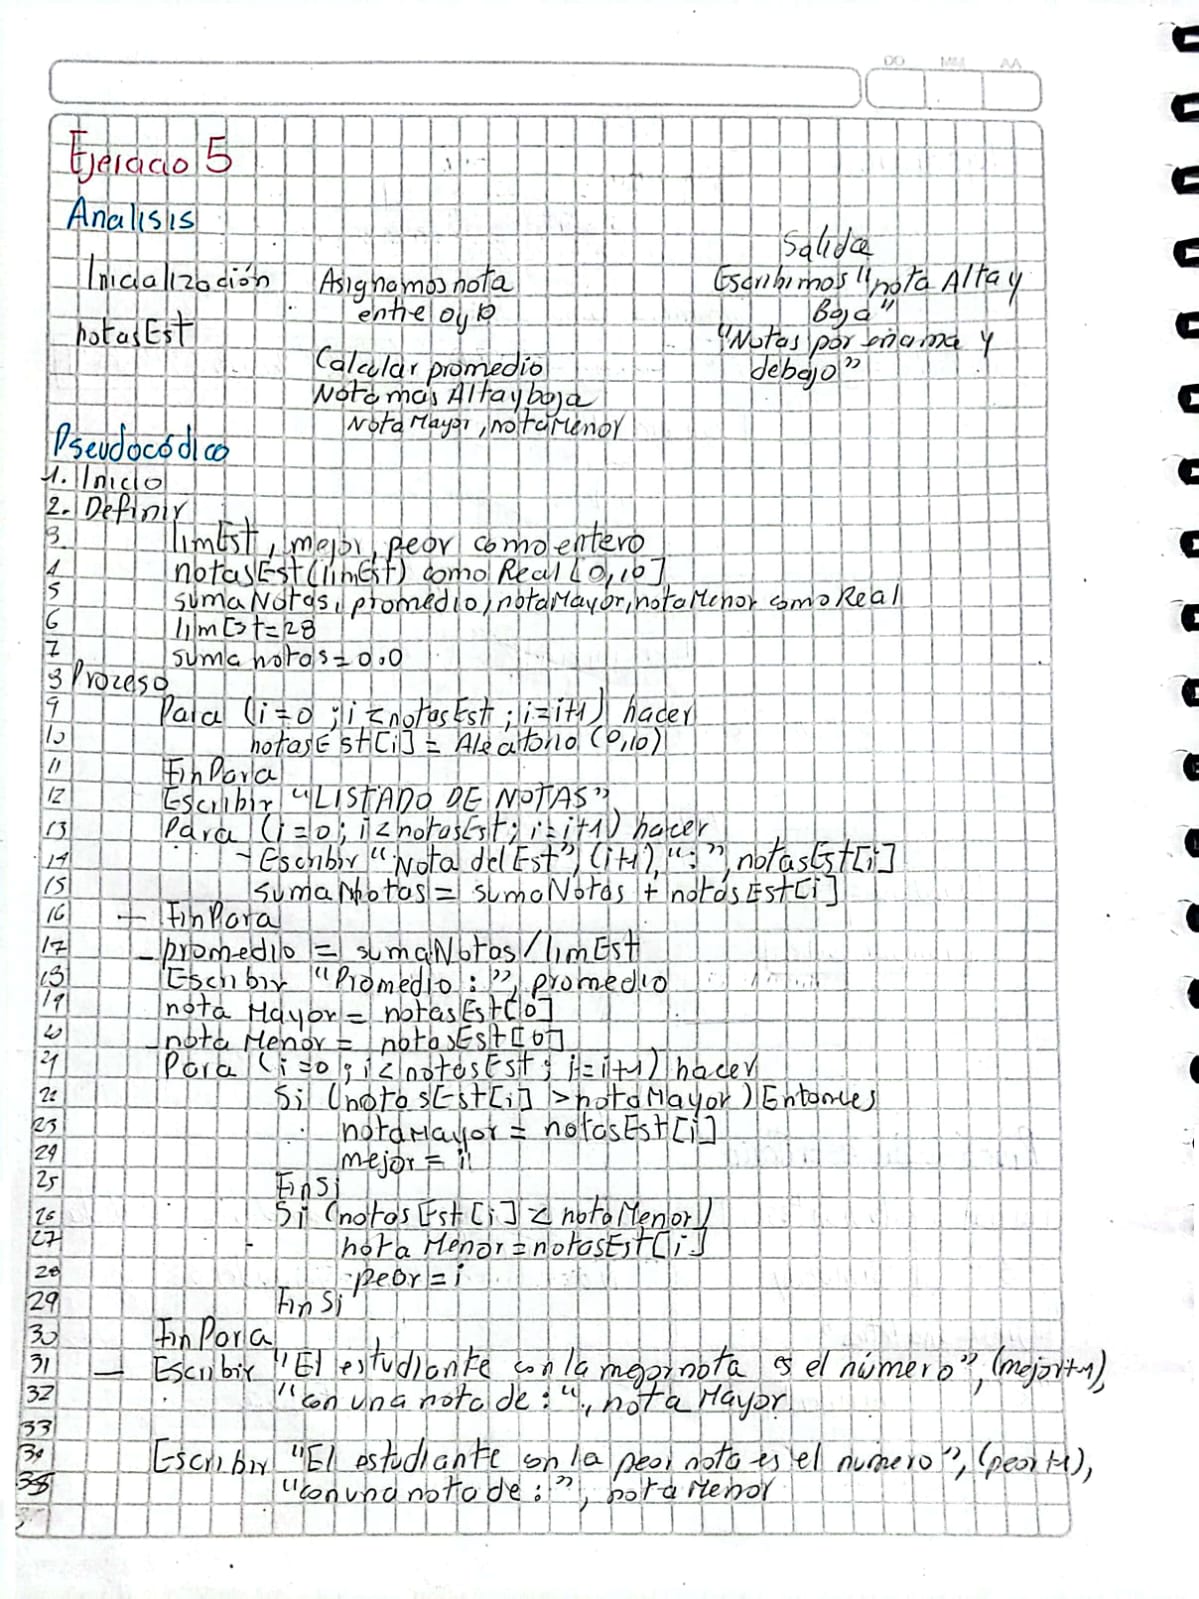 DD MM AA
Ejercicio 5
Analisis
Salida
Inicialización Asignamos nota Escribimos "nota Alta y
entre 0 y 10 Baja"
notasEst "Notas por encima y
Calcular promedio debajo"
Nota mas Alta y baja
Nota Mayor, nota Menor
Pseudocódico
1. Inicio
2. Definir
3 limEst, mejor, peor como entero
4 notasEst(limEst) como Real [0,10]
5 sumaNotas, promedio, notaMayor, notaMenor como Real
6 limEst=28
7 suma notas=0.0
8 Proceso
9 Para (i=0; i<notasEst; i=i+1) hacer
10 notasEst[i] = Aleatorio (0,10)
11 FinPara
12 Escribir "LISTADO DE NOTAS"
13 Para (i=0; i<notasEst; i=i+1) hacer
14 - Escribir "Nota del Est", (i+1), ":", notasEst[i]
15 sumaNotas = sumaNotas + notasEst[i]
16 - FinPara
17 - promedio = sumaNotas/limEst
18 Escribir "Promedio:", promedio
19 nota Mayor = notasEst[0]
20 nota Menor = notasEst[0]
21 Para (i=0; i<notasEst; i=i+1) hacer
22 Si (notasEst[i] > notaMayor) Entonces
23 notaMayor = notasEst[i]
24 mejor = i
25 FinSi
26 Si (notasEst[i] < notaMenor)
27 nota Menor = notasEst[i]
28 peor = i
29 FinSi
30 FinPara
31 - Escribir "El estudiante con la mejor nota es el número", (mejor+1),
32 "con una nota de:", nota Mayor
33
34 Escribir "El estudiante con la peor nota es el numero", (peor+1),
35 "con una nota de:", nota Menor